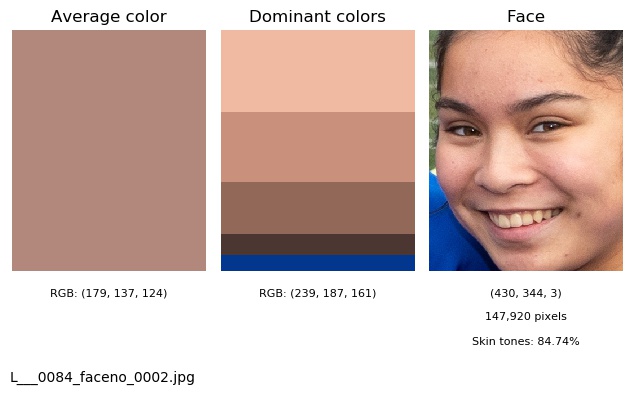 Average color
Dominant colors
Face
RGB: (179, 137, 124)
RGB: (239, 187, 161)
(430, 344, 3)
147,920 pixels
Skin tones: 84.74%
L___0084_faceno_0002.jpg